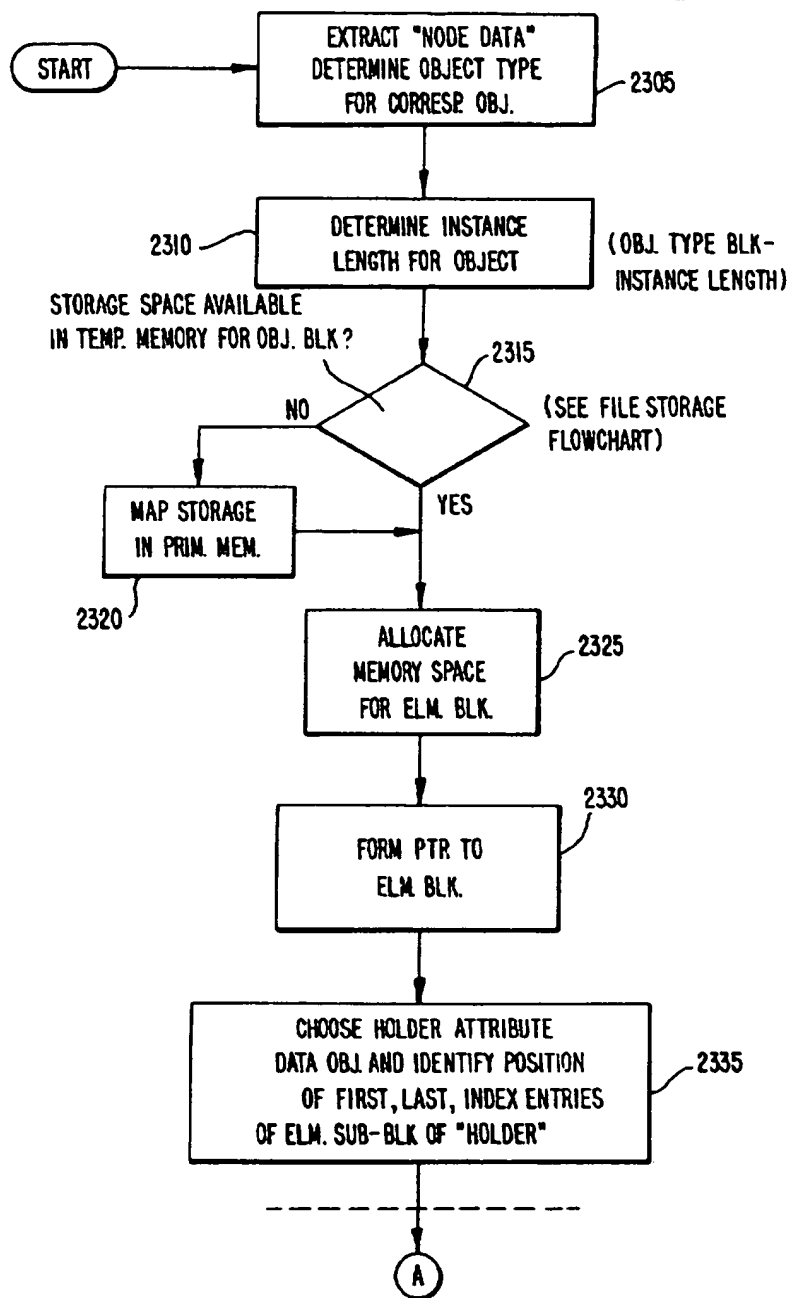 START
EXTRACT "NODE DATA"
DETERMINE OBJECT TYPE
FOR CORRESP. OBJ.
2305
2310
DETERMINE INSTANCE
LENGTH FOR OBJECT
(OBJ. TYPE BLK-
INSTANCE LENGTH)
STORAGE SPACE AVAILABLE
IN TEMP. MEMORY FOR OBJ. BLK?
2315
NO
(SEE FILE STORAGE
FLOWCHART)
YES
MAP STORAGE
IN PRIM. MEM.
2320
ALLOCATE
MEMORY SPACE
FOR ELM. BLK.
2325
FORM PTR TO
ELM. BLK.
2330
CHOOSE HOLDER ATTRIBUTE
DATA OBJ. AND IDENTIFY POSITION
OF FIRST, LAST, INDEX ENTRIES
OF ELM. SUB-BLK OF "HOLDER"
2335
A